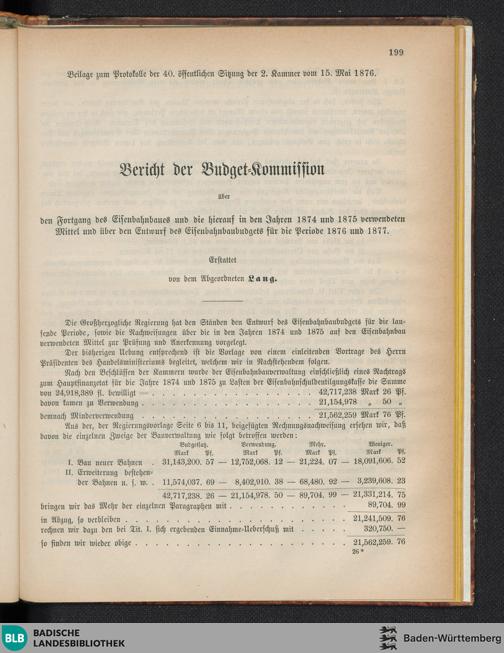 199
Beilage zum Protokolle der 40. öffentlichen Sitzung der 2. Kammer vom 15. Mai 1876.
Bericht der Budget-Kommission
über
den Fortgang des Eisenbahnbaues und die hierauf in den Jahren 1874 und 1875 verwendeten
Mittel und über den Entwurf des Eisenbahnbaubudgets für die Periode 1876 und 1877.
Erstattet
von dem Abgeordneten Lang.
Die Großherzogliche Regierung hat den Ständen den Entwurf des Eisenbahnbaubudgets für die lau-
fende Periode, sowie die Nachweisungen über die in den Jahren 1874 und 1875 auf den Eisenbahnbau
verwendeten Mittel zur Prüfung und Anerkennung vorgelegt.
Der bisherigen Uebung entsprechend ist die Vorlage von einem einleitenden Vortrage des Herrn
Präsidenten des Handelsministeriums begleitet, welchem wir in Nachstehendem folgen.
Nach den Beschlüssen der Kammern wurde der Eisenbahnbauverwaltung einschließlich eines Nachtrags
zum Hauptfinanzetat für die Jahre 1874 und 1875 zu Lasten der Eisenbahnschuldentilgungskasse die Summe
von 24,918,389 fl. bewilligt — . . . 42,717,238 Mark 26 Pf.
davon kamen zu Verwendung . . . 21,154,978 „ 50 „
demnach Minderverwendung . . . 21,562,259 Mark 76 Pf.
Aus der, der Regierungsvorlage Seite 6 bis 11, beigefügten Rechnungsnachweisung ersehen wir, daß
davon die einzelnen Zweige der Bauverwaltung wie folgt betroffen werden:
Budgetsatz. Verwendung. Mehr. Weniger.
Mark Pf. Mark Pf. Mark Pf. Mark Pf.
I. Bau neuer Bahnen . 31,143,200. 57 — 12,752,068. 12 — 21,224. 07 — 18,091,606. 52
II. Erweiterung bestehen-
der Bahnen u. s. w. . 11,574,037. 69 — 8,402,910. 38 — 68,480. 92 — 3,239,608. 23
42,717,238. 26 — 21,154,978. 50 — 89,704. 99 — 21,331,214. 75
bringen wir das Mehr der einzelnen Paragraphen mit . . . 89,704. 99
in Abzug, so verbleiben . . . 21,241,509. 76
rechnen wir dazu den bei Tit. I. sich ergebenden Einnahme-Ueberschuß mit . . . 320,750. —
so finden wir wieder obige . . . 21,562,259. 76
26*
BLB BADISCHE
LANDESBIBLIOTHEK
Baden-Württemberg